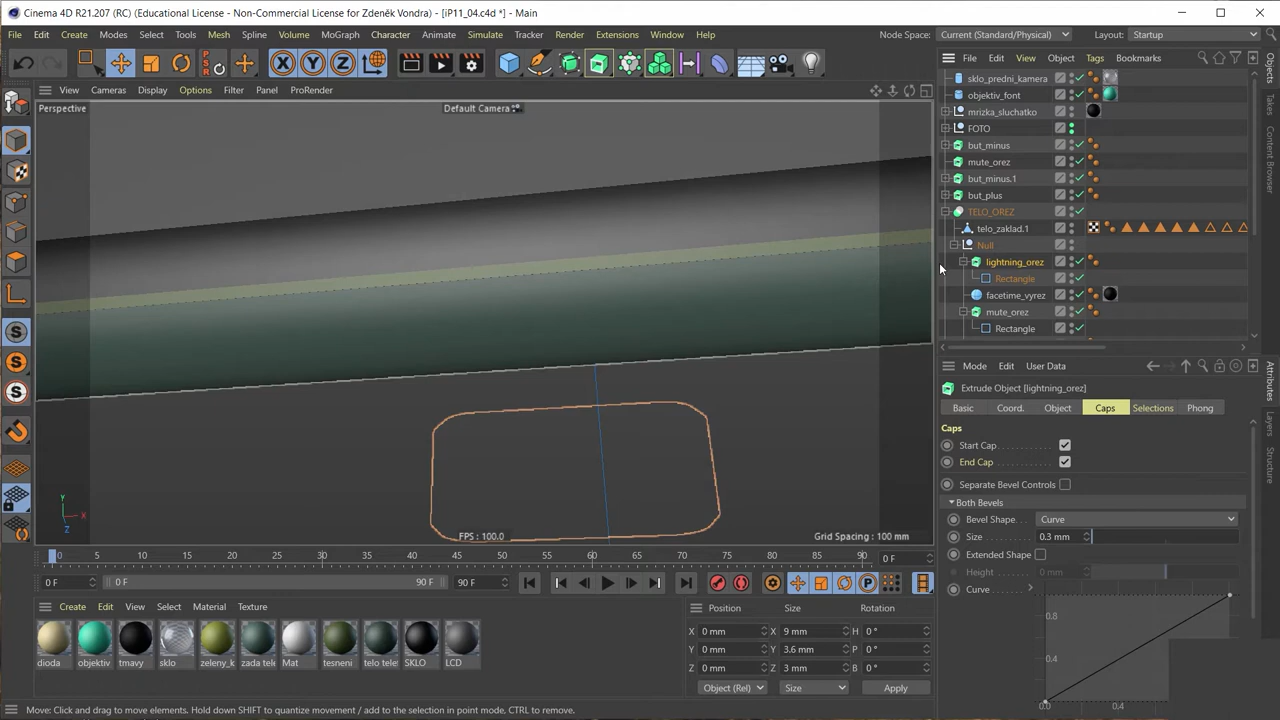 Cinema 4D R21.207 (RC) (Educational License - Non-Commercial License for Zdeněk Vondra) - [iP11_04.c4d *] - Main
File Edit Create Modes Select Tools Mesh Spline Volume MoGraph Character Animate Simulate Tracker Render Extensions Window Help Node Space: Current (Standard/Physical) Layout: Startup
PSR
File Edit View Object Tags Bookmarks
View Cameras Display Options Filter Panel ProRender
Perspective
Default Camera
sklo_predni_kamera
objektiv_font
mrizka_sluchatko
FOTO
but_minus
mute_orez
but_minus.1
but_plus
TELO_OREZ
telo_zaklad.1
Null
lightning_orez
Rectangle
facetime_vyrez
mute_orez
Rectangle
Objects
Takes
Content Browser
Mode Edit User Data
Extrude Object [lightning_orez]
Basic Coord. Object Caps Selections Phong
Caps
Start Cap
End Cap
Separate Bevel Controls
Both Bevels
Bevel Shape Curve
Size 0.3 mm
Extended Shape
Height 0 mm
Curve
0.8
0.4
0.0 0.4
Attributes
Layers
Structure
Y
X
Z
FPS : 100.0
Grid Spacing : 100 mm
0 5 10 15 20 25 30 35 40 45 50 55 60 65 70 75 80 85 90 0 F
0 F 0 F 90 F 90 F
Create Edit View Select Material Texture
dioda objektiv tmavy sklo zeleny_k zada tele Mat tesneni telo telef SKLO LCD
Position Size Rotation
X 0 mm X 9 mm H 0 °
Y 0 mm Y 3.6 mm P 0 °
Z 0 mm Z 3 mm B 0 °
Object (Rel) Size Apply
Move: Click and drag to move elements. Hold down SHIFT to quantize movement / add to the selection in point mode, CTRL to remove.